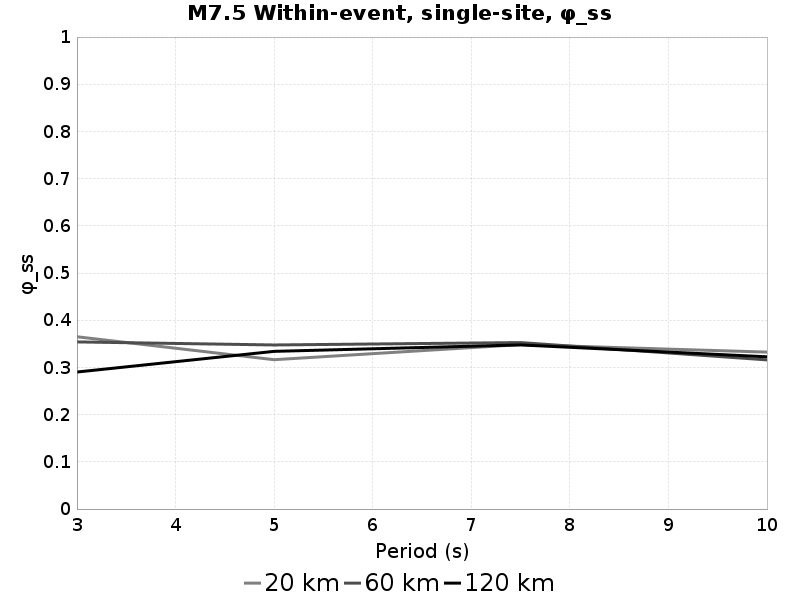 M7.5 Within-event, single-site, φ_ss
1
0.9
0.8
0.7
0.6
0.5
0.4
0.3
0.2
0.1
0
φ_ss
3 4 5 6 7 8 9 10
Period (s)
20 km 60 km 120 km